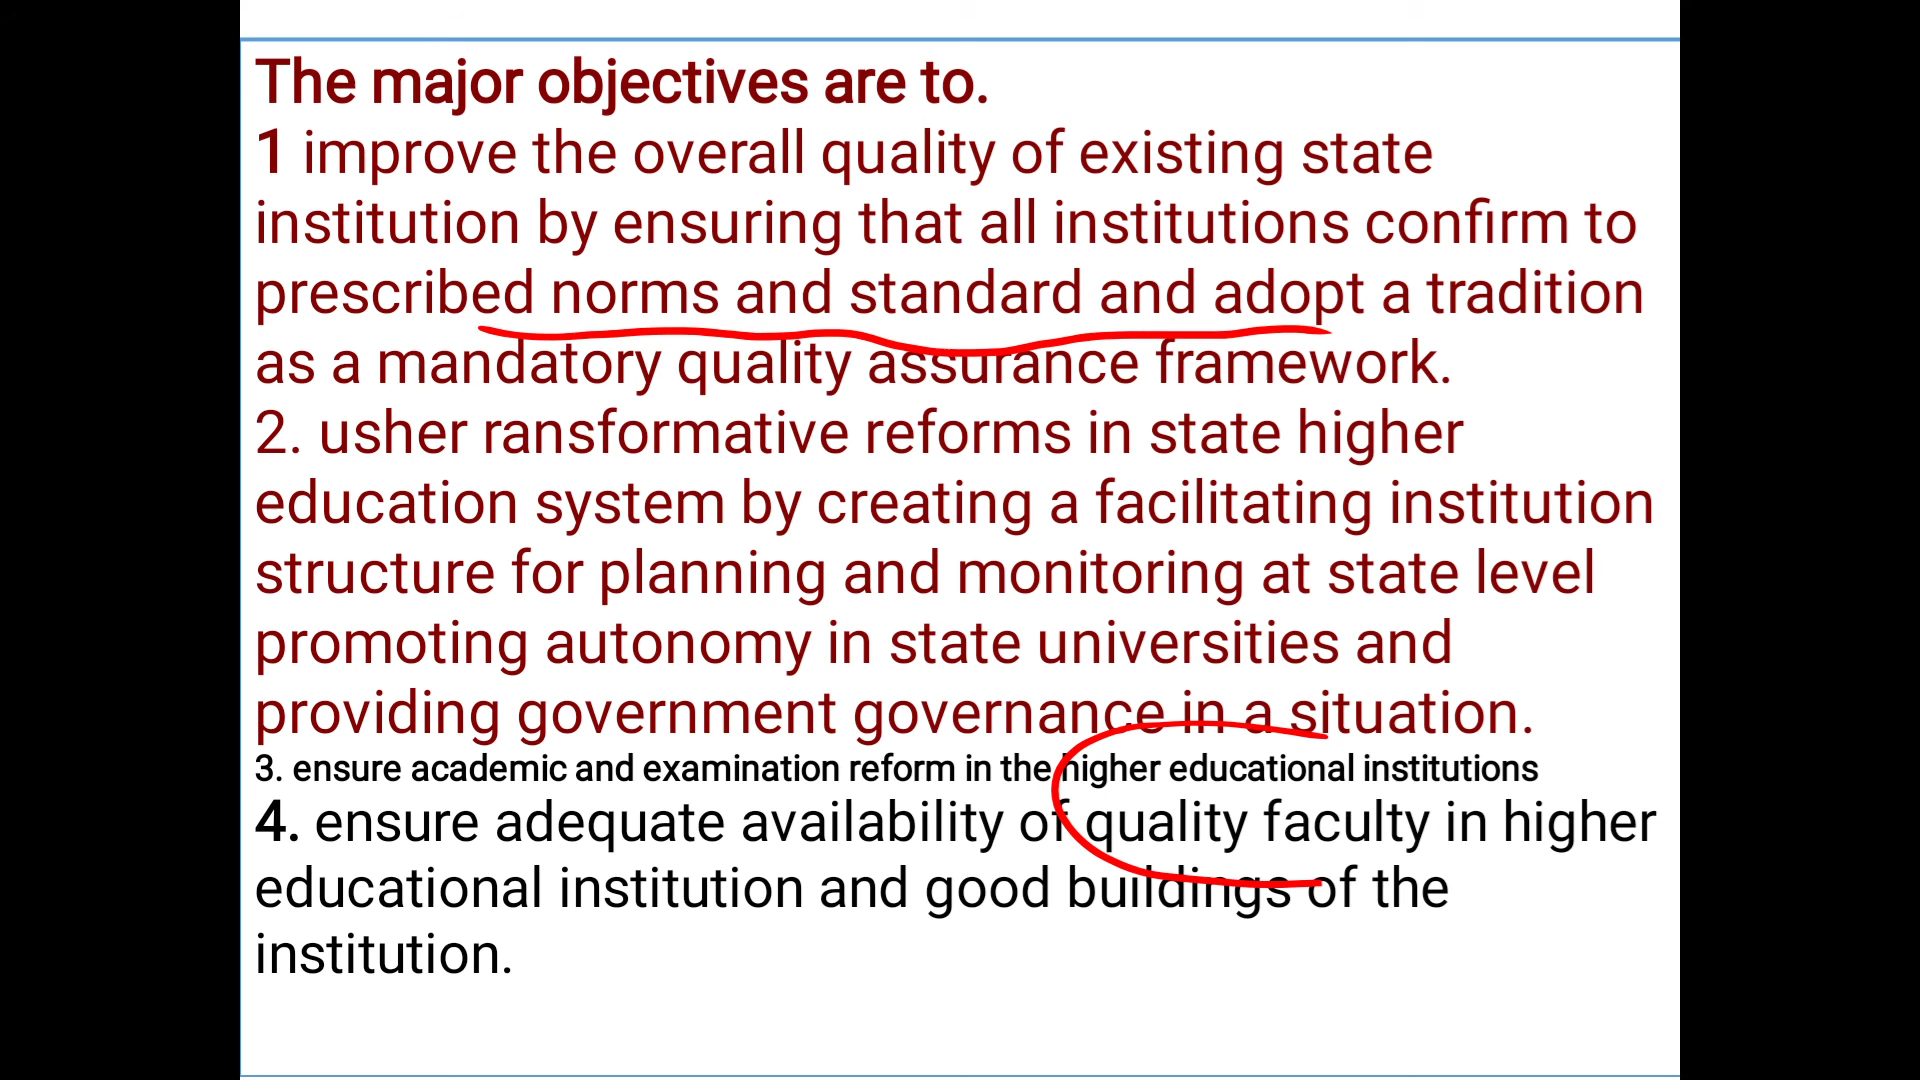 The major objectives are to.
1 improve the overall quality of existing state
institution by ensuring that all institutions confirm to
prescribed norms and standard and adopt a tradition
as a mandatory quality assurance framework.
2. usher ransformative reforms in state higher
education system by creating a facilitating institution
structure for planning and monitoring at state level
promoting autonomy in state universities and
providing government governance in a situation.
3. ensure academic and examination reform in the higher educational institutions
4. ensure adequate availability of quality faculty in higher
educational institution and good buildings of the
institution.